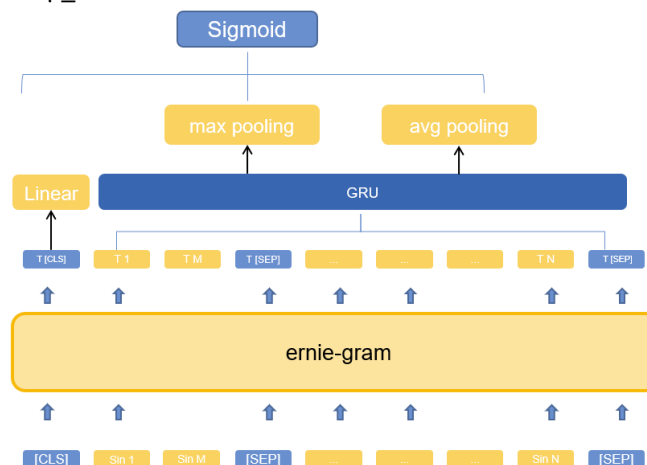 Sigmoid
max pooling avg pooling
Linear GRU
T [CLS] T 1 T M T [SEP] ... ... ... T N T [SEP]
ernie-gram
[CLS] Sin 1 Sin M [SEP] ... ... ... Sin N [SEP]